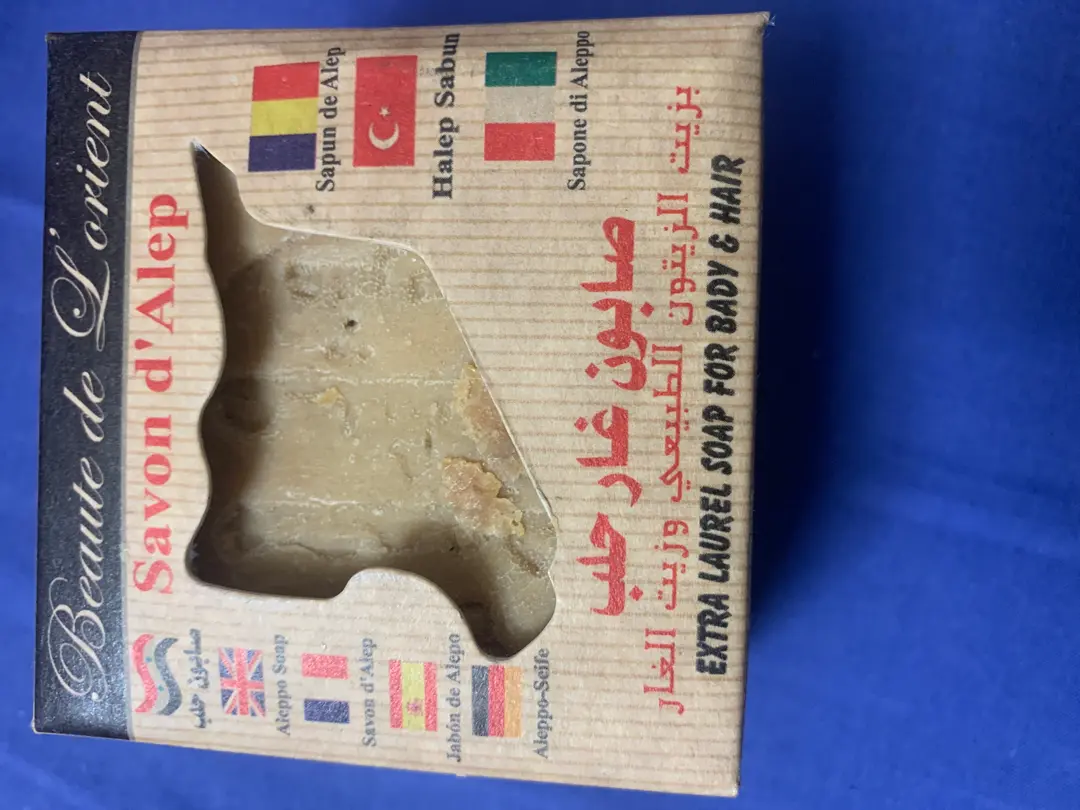 Beaute de L'orient
Savon d'Alep
صابون حلب
Aleppo Soap
Savon d'Alep
Jabón de Alepo
Aleppo-Seife
Sapun de Alep
Halep Sabun
Sapone di Aleppo
صابون غار حلب
بزيت الزيتون الطبيعي وزيت الغار
EXTRA LAUREL SOAP FOR BADY & HAIR